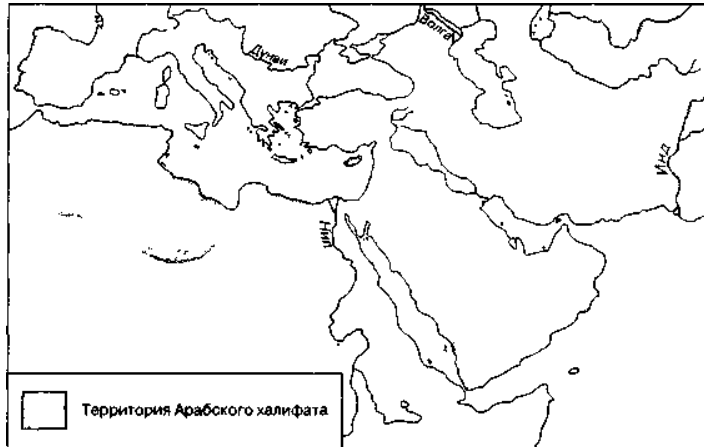 Дунай
Волга
Инд
Нил
Территория Арабского халифата